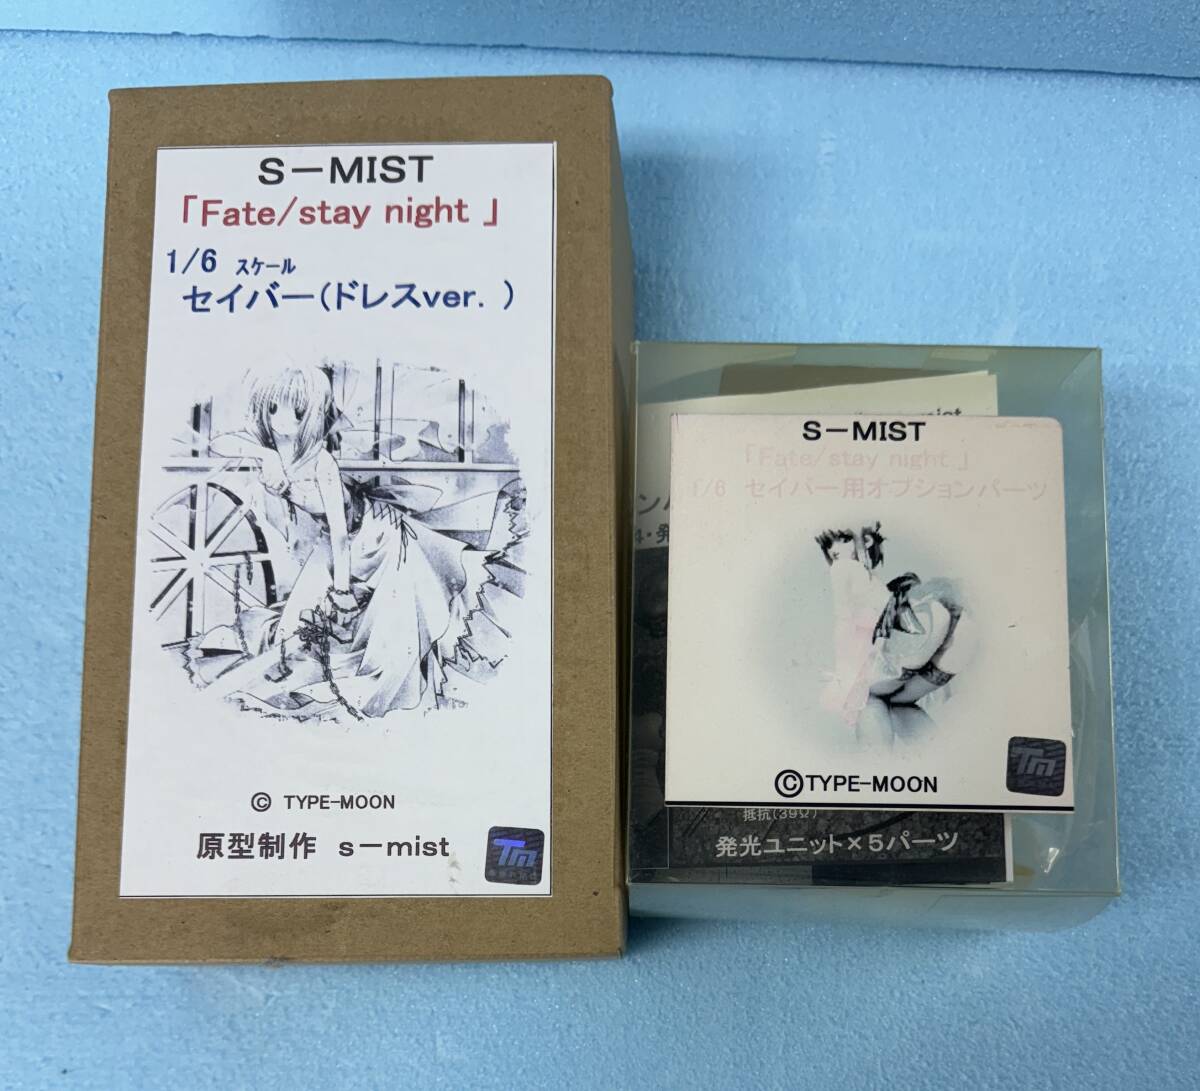 S-MIST
「Fate/stay night 」
1/6 スケール
セイバー(ドレスver. )
© TYPE-MOON
原型制作 s-mist
TM
mist
S-MIST
「Fate/stay night 」
1/6 セイバー用オプションパーツ
©TYPE-MOON
TM
抵抗(39Ω)
発光ユニット×5パーツ